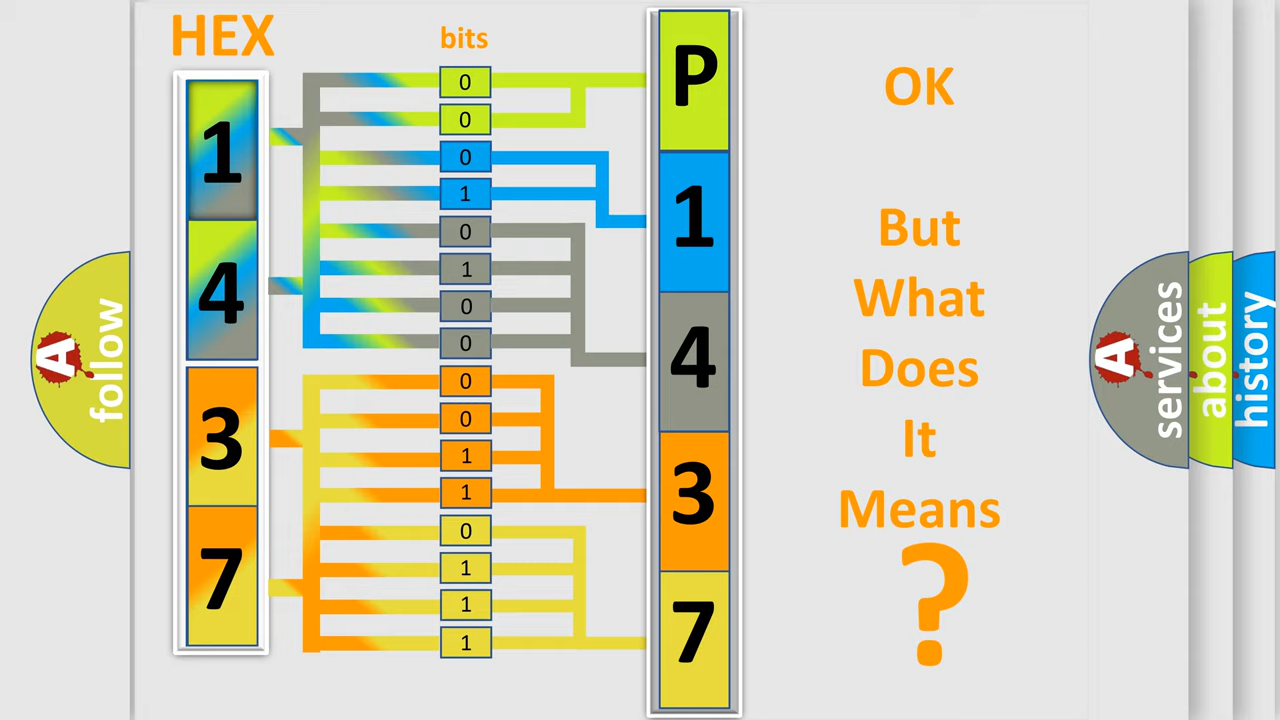 HEX
bits
1
4
3
7
0
0
0
1
0
1
0
0
0
0
1
1
0
1
1
1
P
1
4
3
7
OK
But
What
Does
It
Means
?
A
follow
A
services
about
history